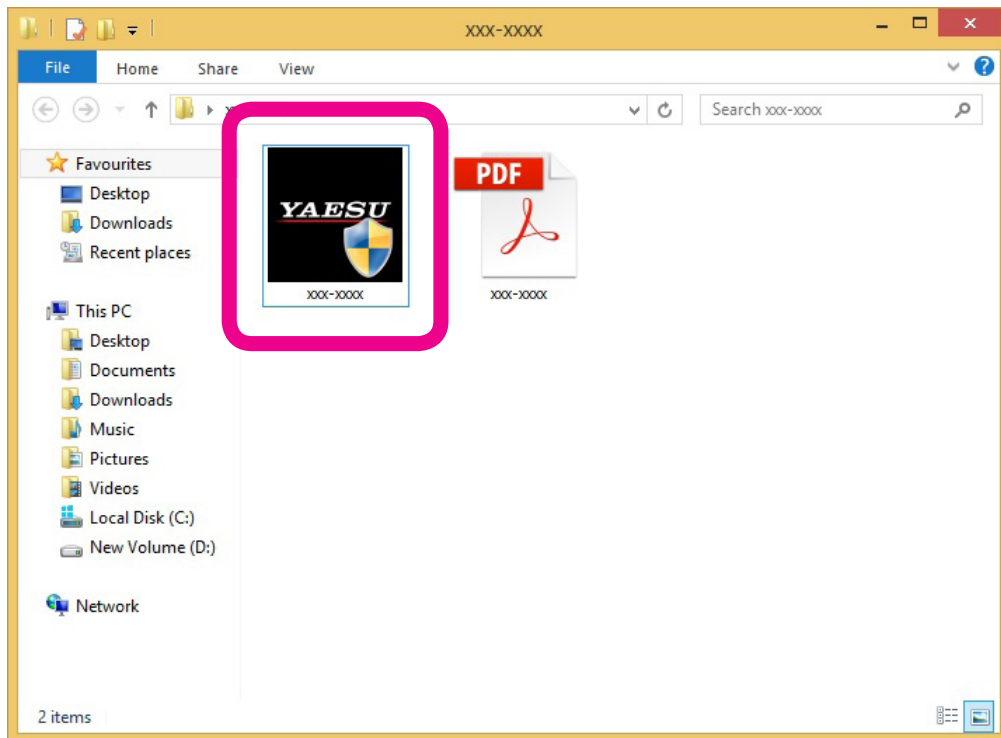 xxx-xxxx
File Home Share View
Search xxx-xxxx
Favourites
Desktop
Downloads
Recent places
This PC
Desktop
Documents
Downloads
Music
Pictures
Videos
Local Disk (C:)
New Volume (D:)
Network
YAESU
xxx-xxxx
PDF
xxx-xxxx
2 items